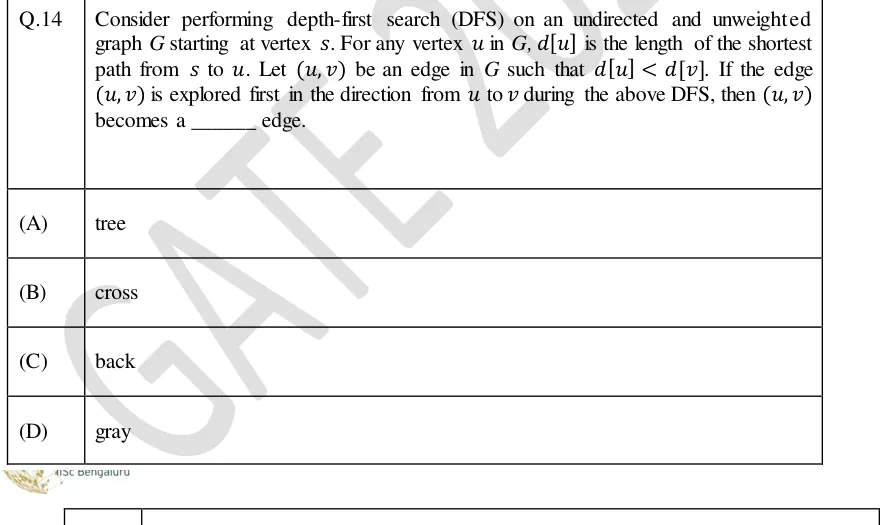 Q.14 Consider performing depth-first search (DFS) on an undirected and unweighted
graph G starting at vertex s. For any vertex u in G, d[u] is the length of the shortest
path from s to u. Let (u, v) be an edge in G such that d[u] < d[v]. If the edge
(u, v) is explored first in the direction from u to v during the above DFS, then (u, v)
becomes a ______ edge.
(A) tree
(B) cross
(C) back
(D) gray
IISc Bengaluru